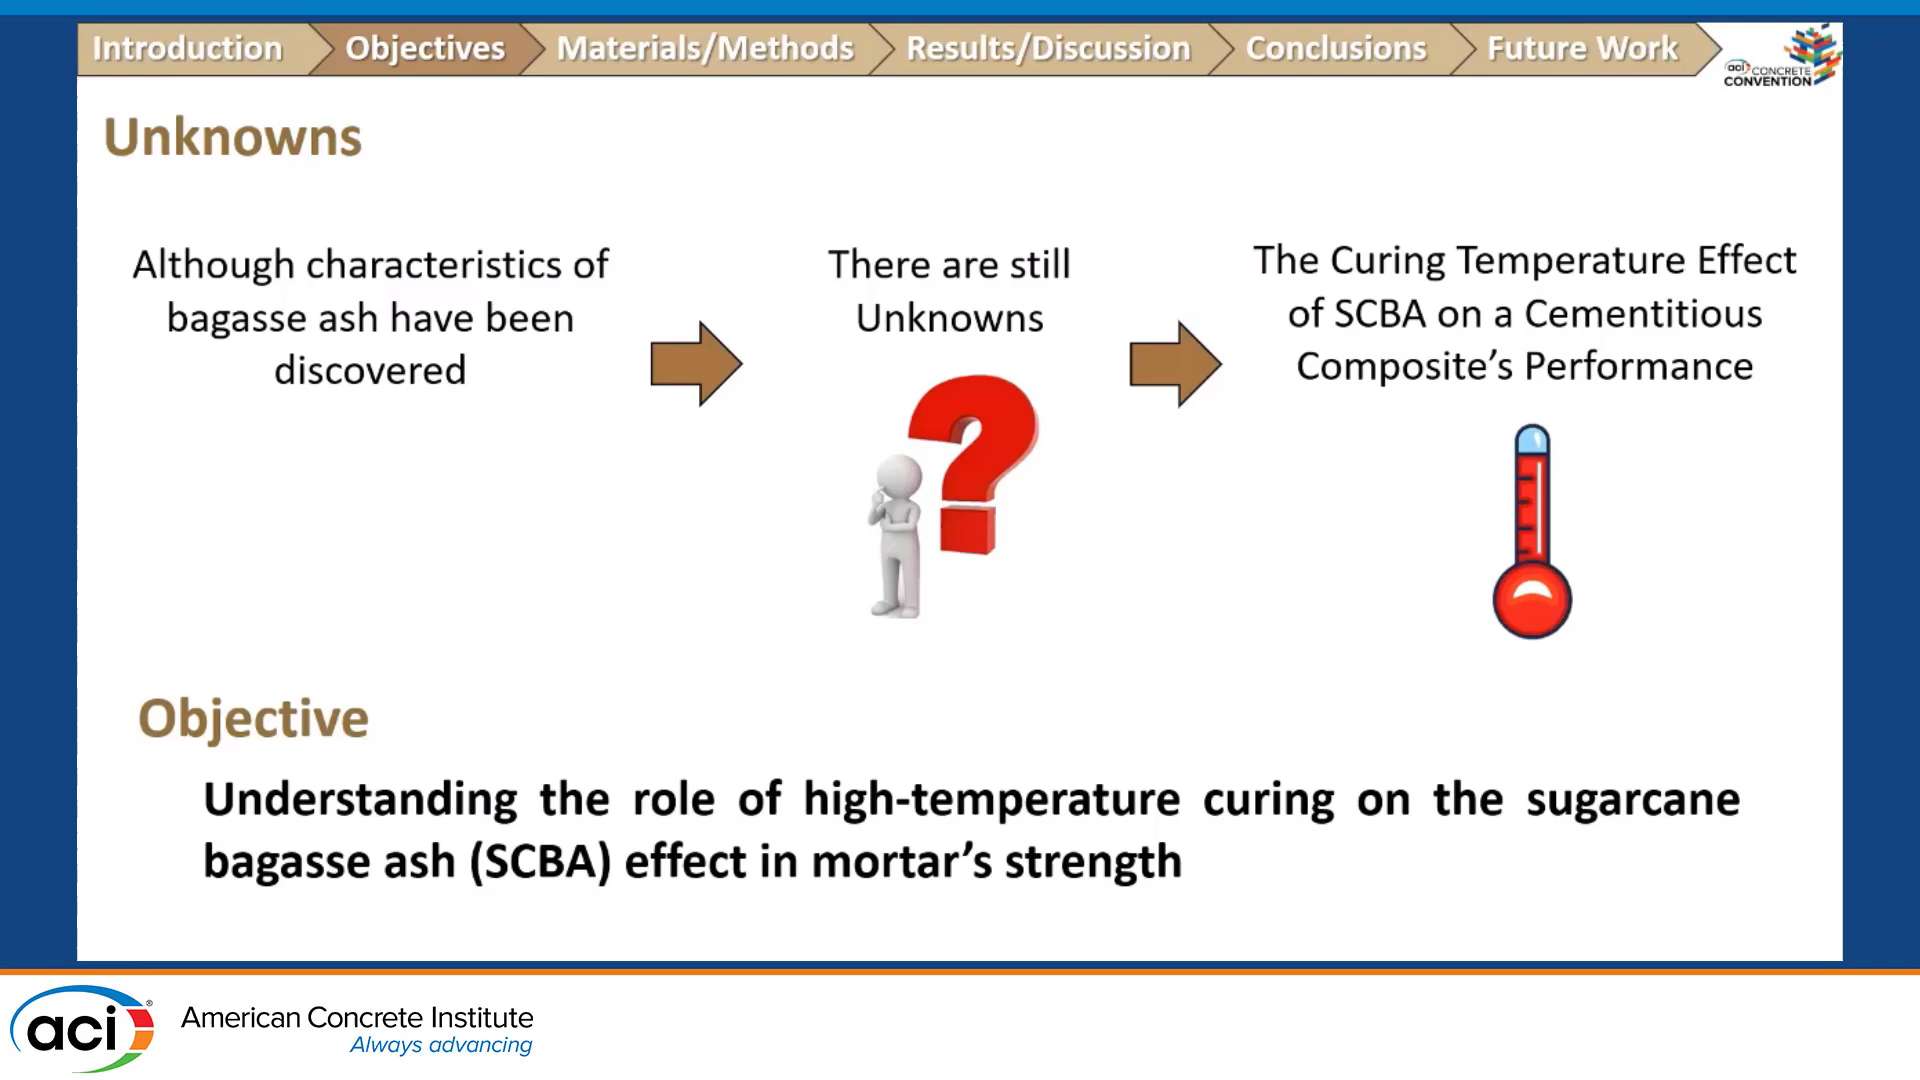 Introduction
Objectives
Materials/Methods
Results/Discussion
Conclusions
Future Work
aci CONCRETE
CONVENTION
Unknowns
Although characteristics of
bagasse ash have been
discovered
There are still
Unknowns
The Curing Temperature Effect
of SCBA on a Cementitious
Composite’s Performance
?
Objective
Understanding the role of high-temperature curing on the sugarcane
bagasse ash (SCBA) effect in mortar’s strength
aci®
American Concrete Institute
Always advancing